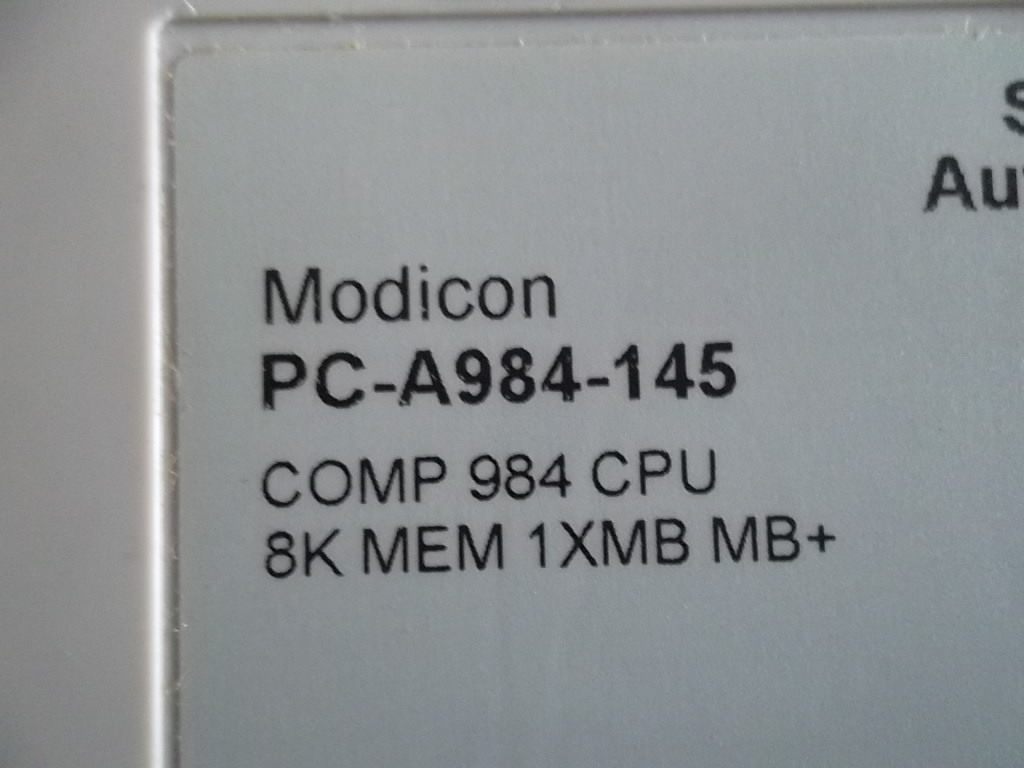 Modicon
PC-A984-145
COMP 984 CPU
8K MEM 1XMB MB+